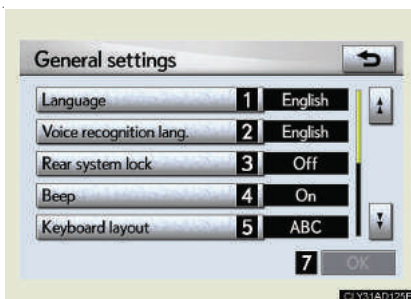 General settings
Language 1 English
Voice recognition lang. 2 English
Rear system lock 3 Off
Beep 4 On
Keyboard layout 5 ABC
7 OK
CLY31AD125E